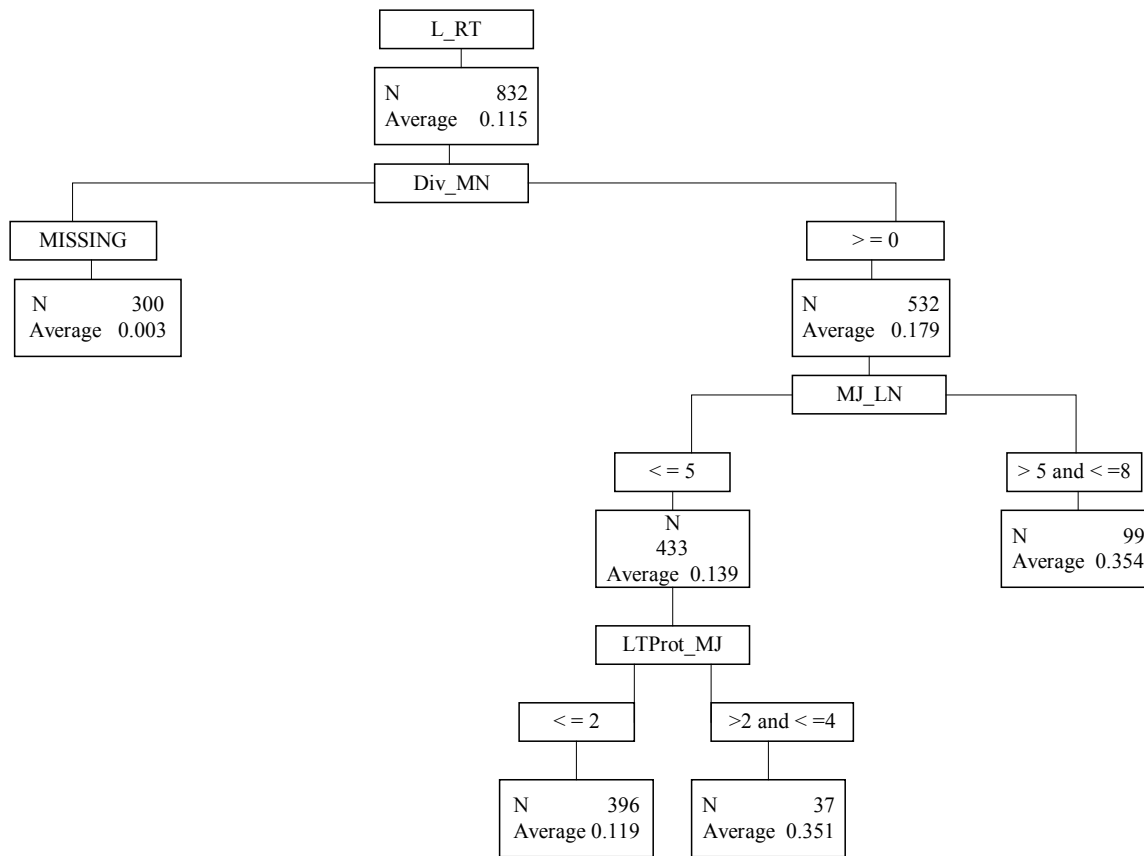 L_RT
N 832
Average 0.115
Div_MN
MISSING
> = 0
N 300
Average 0.003
N 532
Average 0.179
MJ_LN
< = 5
> 5 and < =8
N
433
Average 0.139
N 99
Average 0.354
LTProt_MJ
< = 2
>2 and < =4
N 396
Average 0.119
N 37
Average 0.351